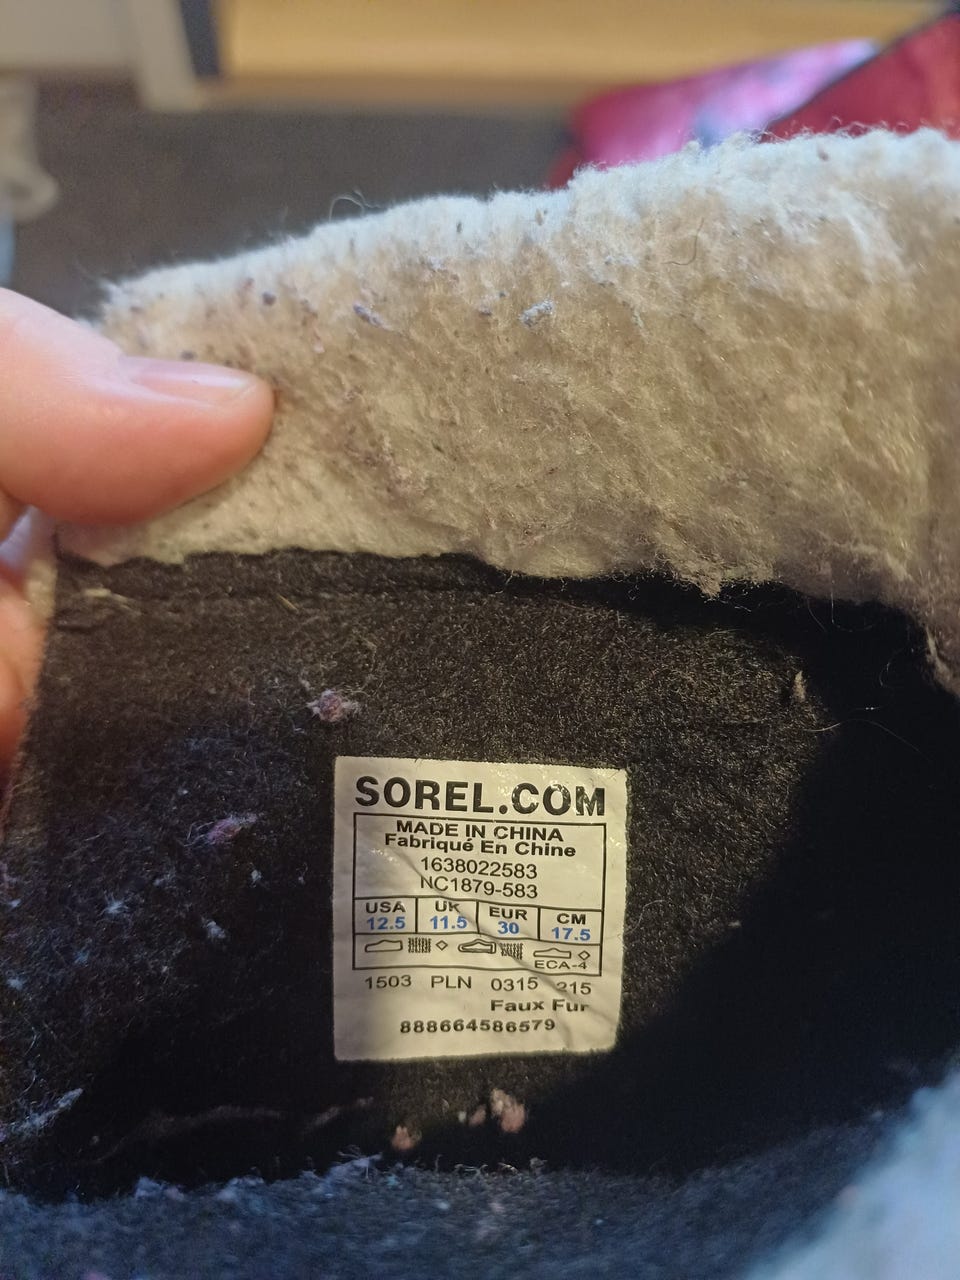 SOREL.COM
MADE IN CHINA
Fabriqué En Chine
1638022583
NC1879-583
USA UK EUR CM
12.5 11.5 30 17.5
ECA-4
1503 PLN 0315 215
Faux Fur
888664586579